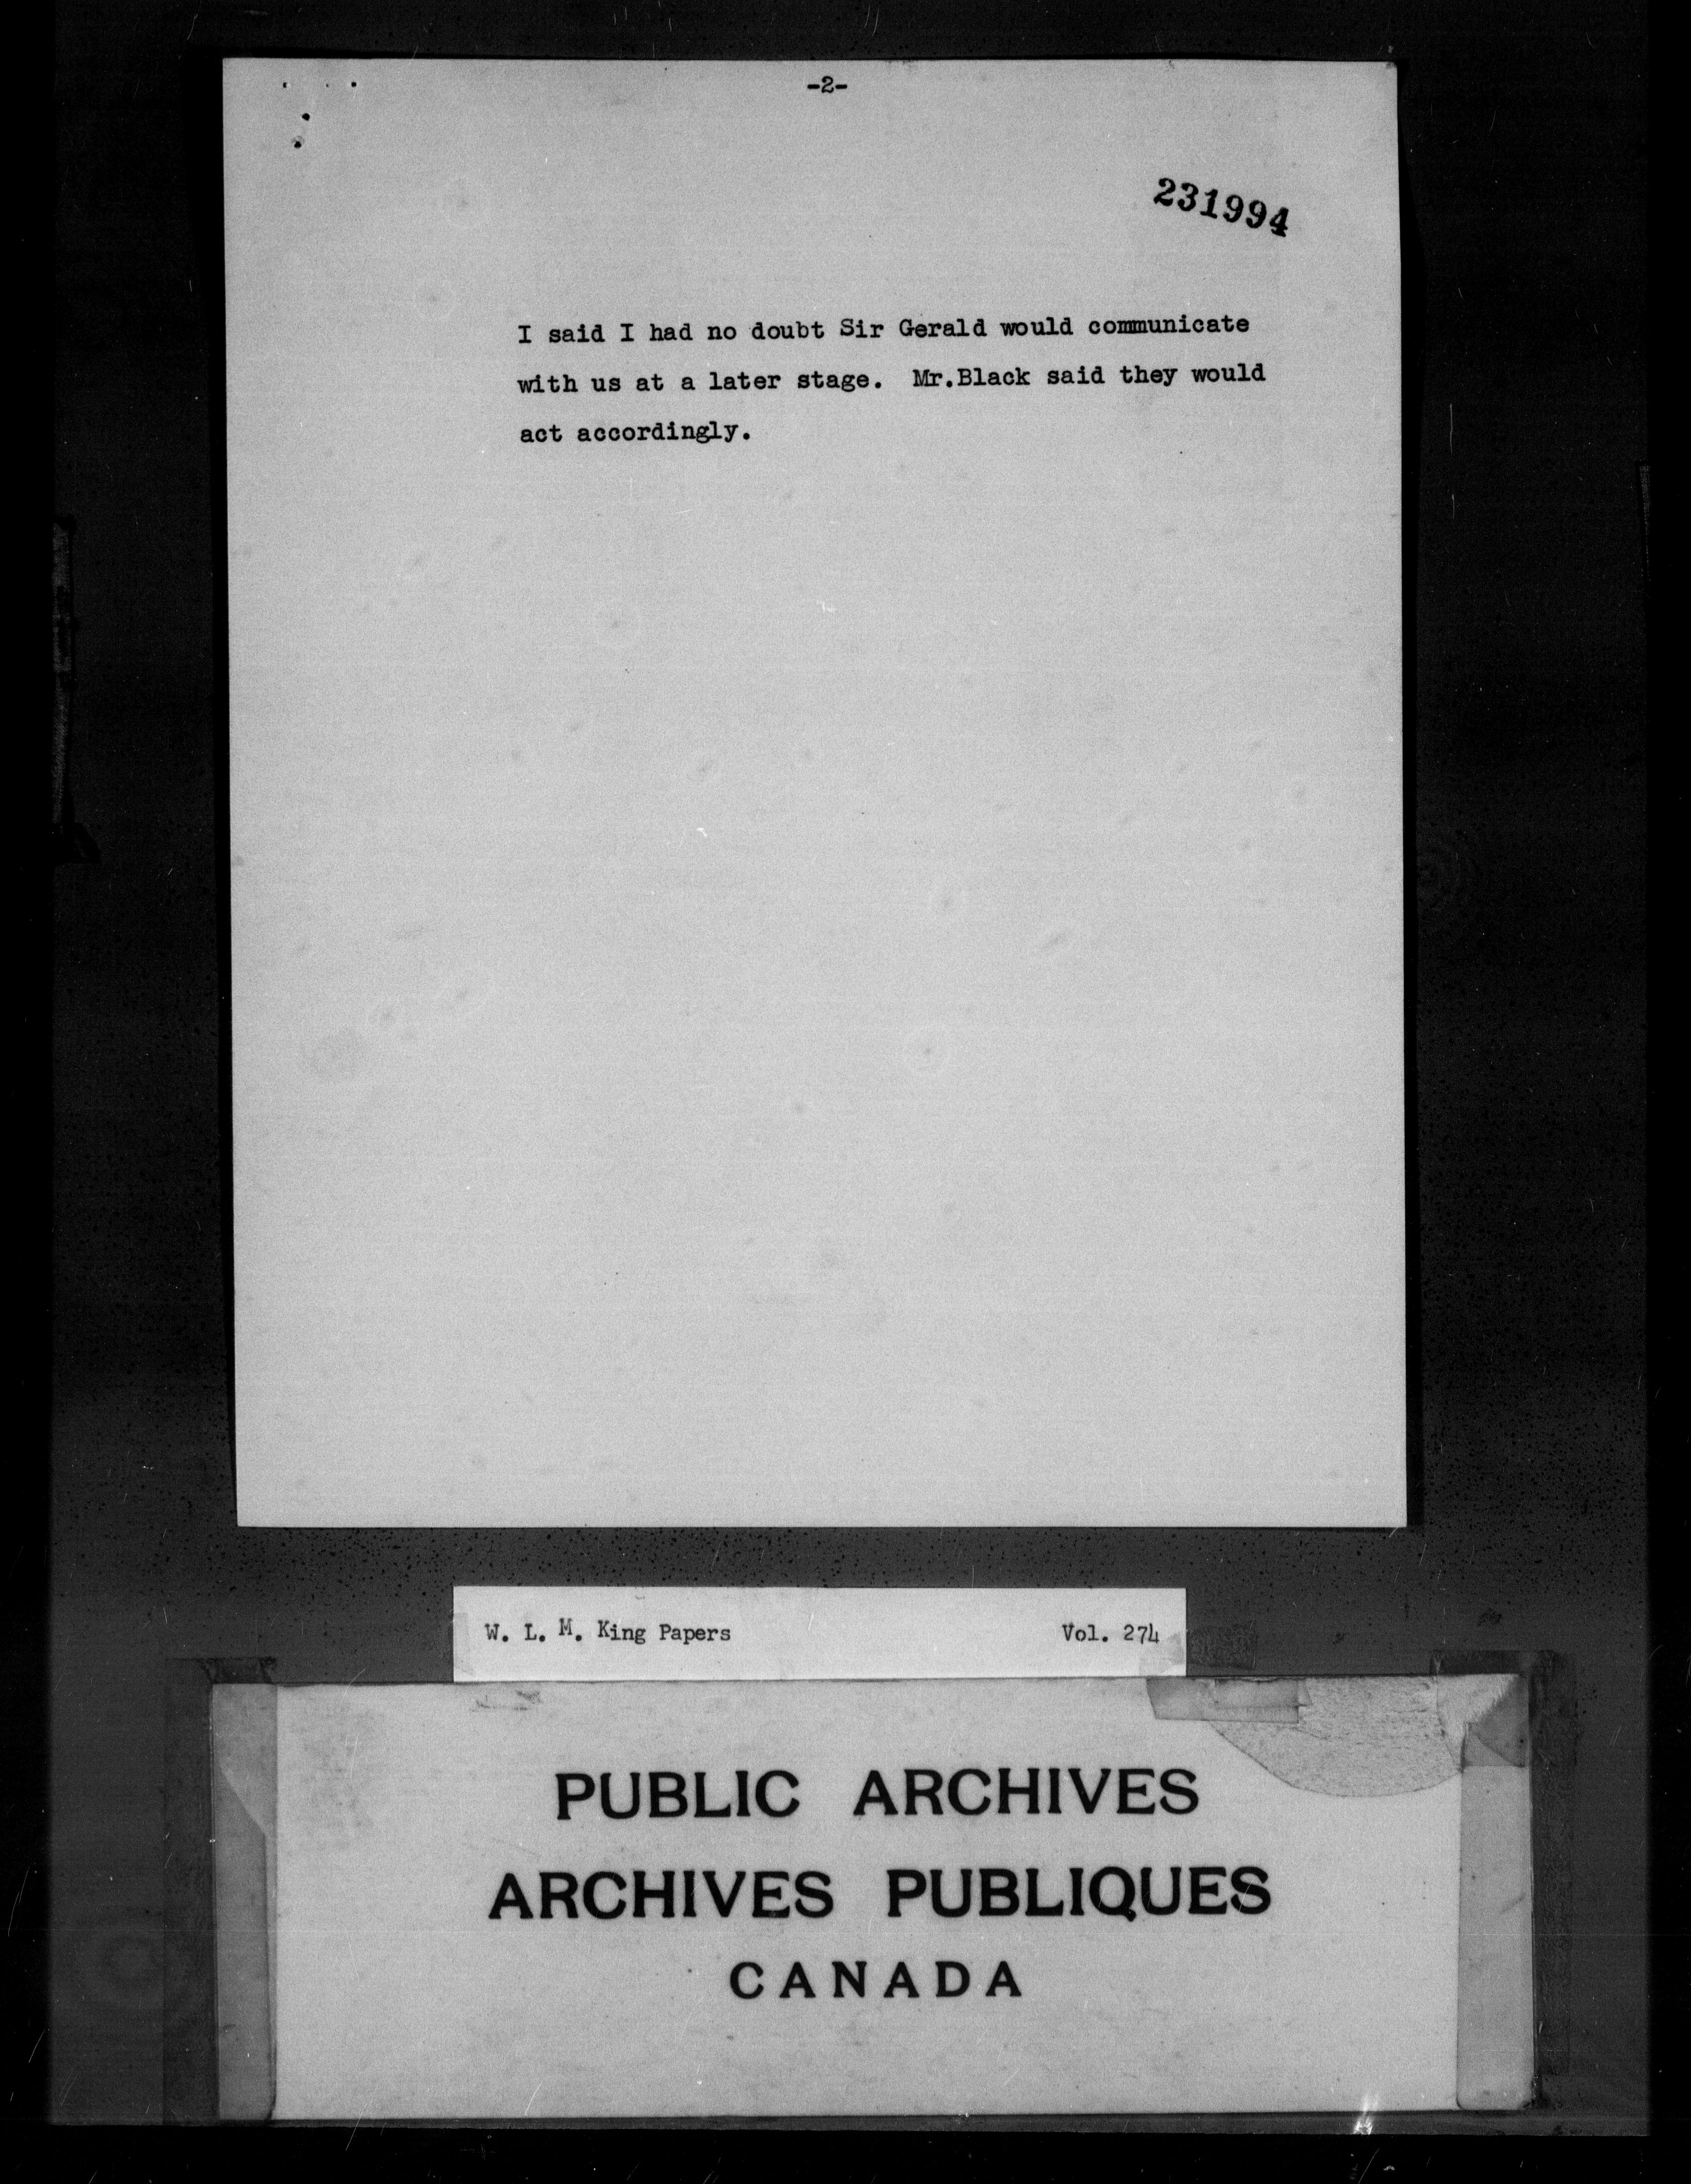 -2-
231994
I said I had no doubt Sir Gerald would communicate
with us at a later stage.  Mr.Black said they would
act accordingly.
W. L. M. King Papers Vol. 274
PUBLIC ARCHIVES
ARCHIVES PUBLIQUES
CANADA